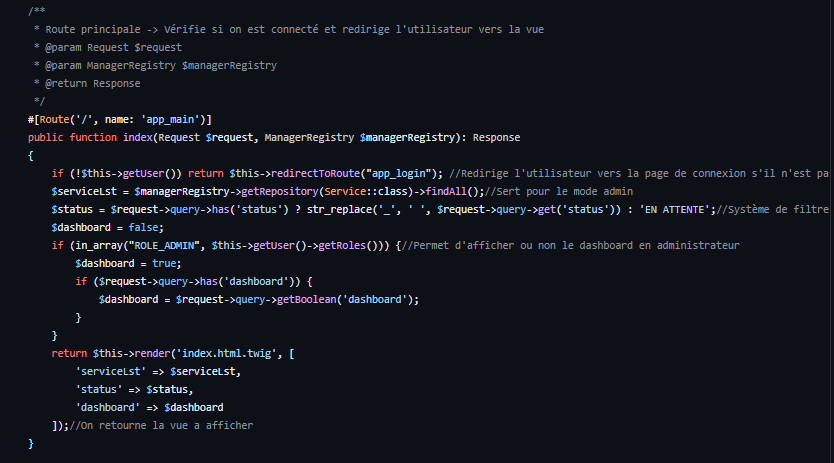 /**
 * Route principale -> Vérifie si on est connecté et redirige l'utilisateur vers la vue
 * @param Request $request
 * @param ManagerRegistry $managerRegistry
 * @return Response
 */
#[Route('/', name: 'app_main')]
public function index(Request $request, ManagerRegistry $managerRegistry): Response
{
    if (!$this->getUser()) return $this->redirectToRoute("app_login"); //Redirige l'utilisateur vers la page de connexion s'il n'est pa
    $serviceLst = $managerRegistry->getRepository(Service::class)->findAll();//Sert pour le mode admin
    $status = $request->query->has('status') ? str_replace('_', ' ', $request->query->get('status')) : 'EN ATTENTE';//Système de filtre
    $dashboard = false;
    if (in_array("ROLE_ADMIN", $this->getUser()->getRoles())) {//Permet d'afficher ou non le dashboard en administrateur
        $dashboard = true;
        if ($request->query->has('dashboard')) {
            $dashboard = $request->query->getBoolean('dashboard');
        }
    }
    return $this->render('index.html.twig', [
        'serviceLst' => $serviceLst,
        'status' => $status,
        'dashboard' => $dashboard
    ]);//On retourne la vue a afficher
}